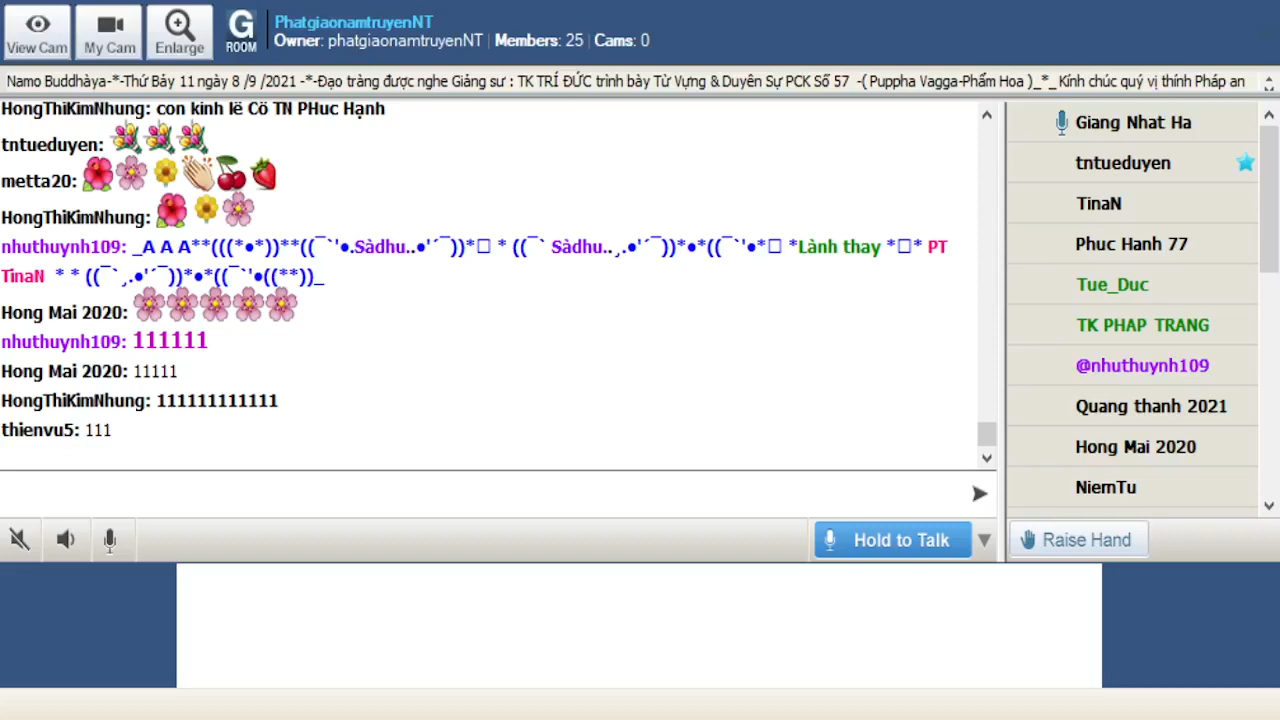 PhatgiaonamtruyenNT
View Cam My Cam Enlarge G ROOM Owner: phatgiaonamtruyenNT | Members: 25 | Cams: 0
Namo Buddhàya-*-Thứ Bảy 11 ngày 8 /9 /2021 -*-Đạo tràng được nghe Giảng sư : TK TRÍ ĐỨC trình bày Từ Vựng & Duyên Sự PCK Số 57 -( Puppha Vagga-Phẩm Hoa )_*_Kính chúc quý vị thính Pháp an
HongThiKimNhung: con kinh lễ Cô TN PHuc Hạnh
tntueduyen:
metta20:
HongThiKimNhung:
nhuthuynh109: _A A A**(((*•*))**((¯`'•.Sàdhu..•'´¯))*□ * ((¯` Sàdhu..¸.•'´¯))*•*((¯`'•*□ *Lành thay *□* PT
TinaN * * ((¯`¸.•'´¯))*•*((¯`'•((**))_
Hong Mai 2020:
nhuthuynh109: 111111
Hong Mai 2020: 11111
HongThiKimNhung: 111111111111
thienvu5: 111
Giang Nhat Ha
tntueduyen
TinaN
Phuc Hanh 77
Tue_Duc
TK PHAP TRANG
@nhuthuynh109
Quang thanh 2021
Hong Mai 2020
NiemTu
Hold to Talk
Raise Hand